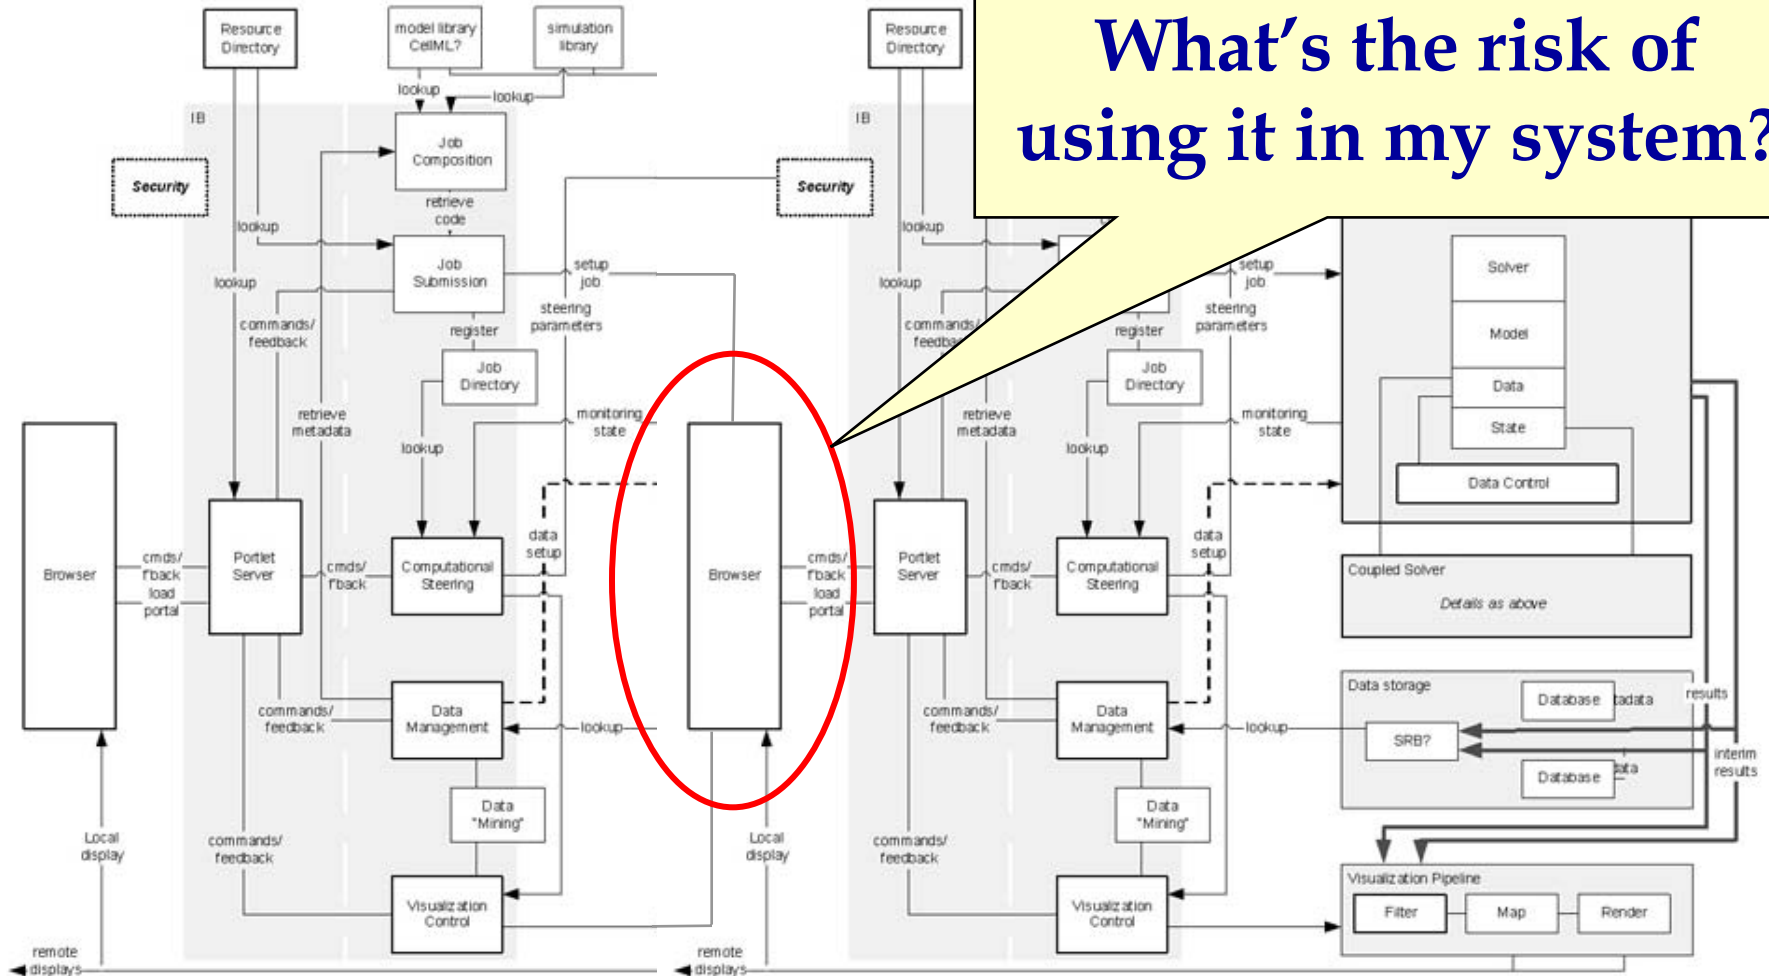 What's the risk of
using it in my system?
Resource
Directory
model library
CellML?
simulation
library
lookup
lookup
IB
Job
Composition
Security
retrieve
code
lookup
Job
Submission
setup
job
lookup
steering
parameters
commands/
feedback
register
Job
Directory
retrieve
metadata
monitoring
state
lookup
Browser
cmds/
f'back
load
portal
Portlet
Server
cmds/
f'back
Computational
Steering
data
setup
commands/
feedback
Data
Management
lookup
Data
"Mining"
Local
display
commands/
feedback
Visualization
Control
remote
displays
Resource
Directory
IB
Security
lookup
lookup
setup
job
steering
parameters
commands/
register
Job
Directory
retrieve
metadata
monitoring
state
lookup
Browser
cmds/
f'back
load
portal
Portlet
Server
cmds/
f'back
Computational
Steering
data
setup
commands/
feedback
Data
Management
lookup
Data
"Mining"
Local
display
commands/
feedback
Visualization
Control
remote
displays
Solver
Model
Data
State
Data Control
Coupled Solver
Details as above
Data storage
Database
tadata
results
SRB?
Database
data
interim
results
Visualization Pipeline
Filter
Map
Render